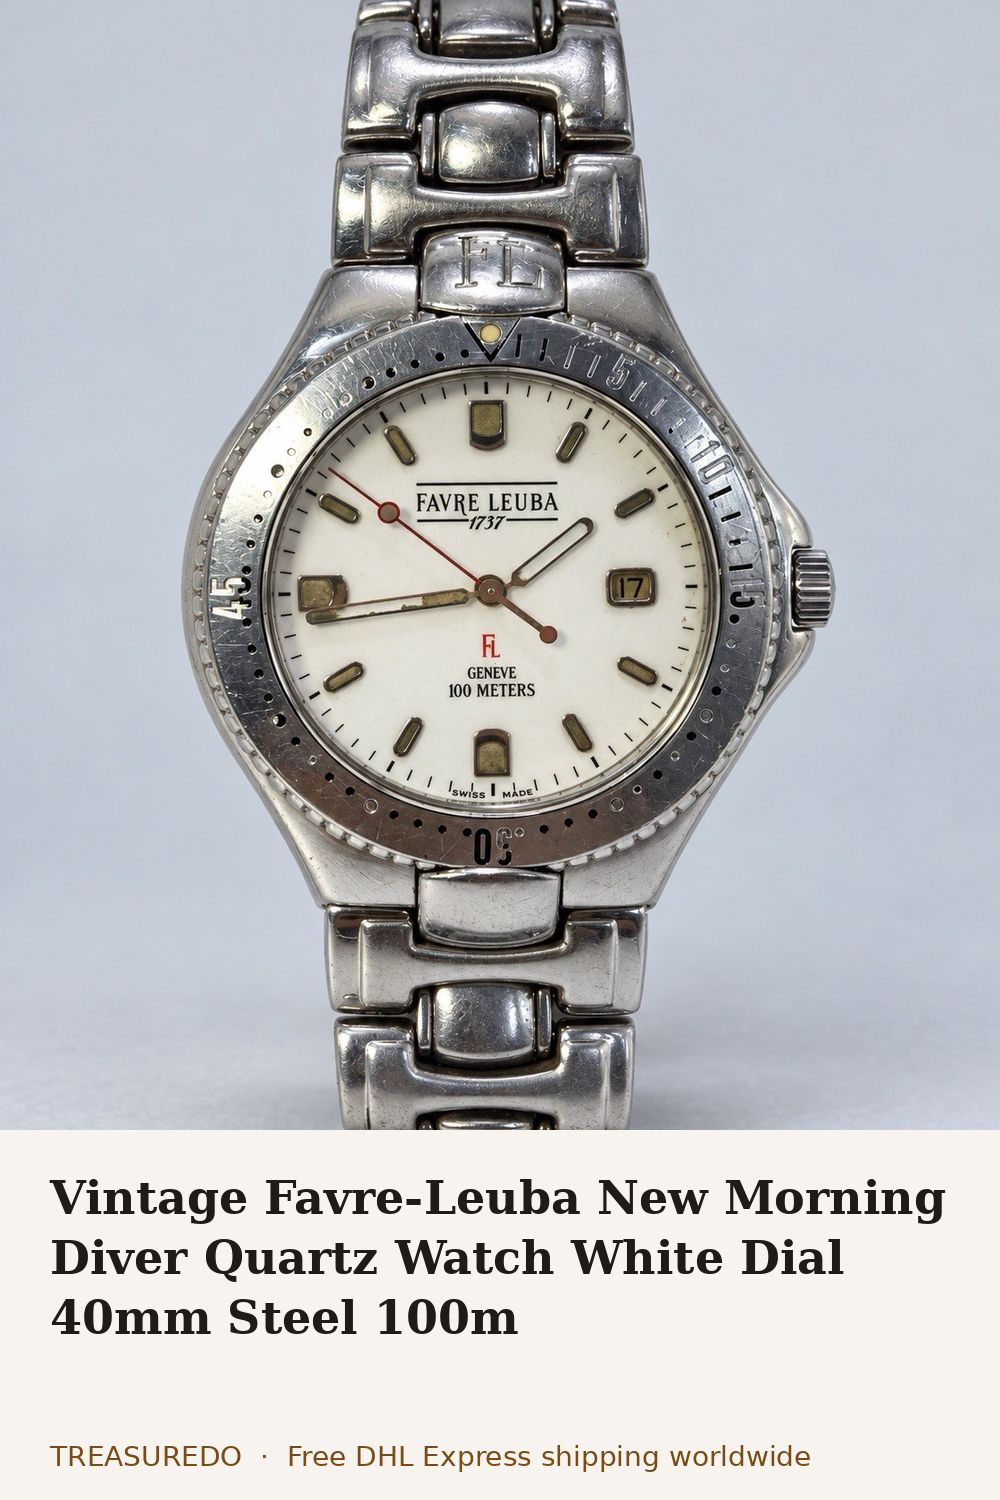 FL
5
10
15
FAVRE LEUBA
1737
17
45
FL
GENEVE
100 METERS
SWISS MADE
Vintage Favre-Leuba New Morning
Diver Quartz Watch White Dial
40mm Steel 100m
TREASUREDO · Free DHL Express shipping worldwide